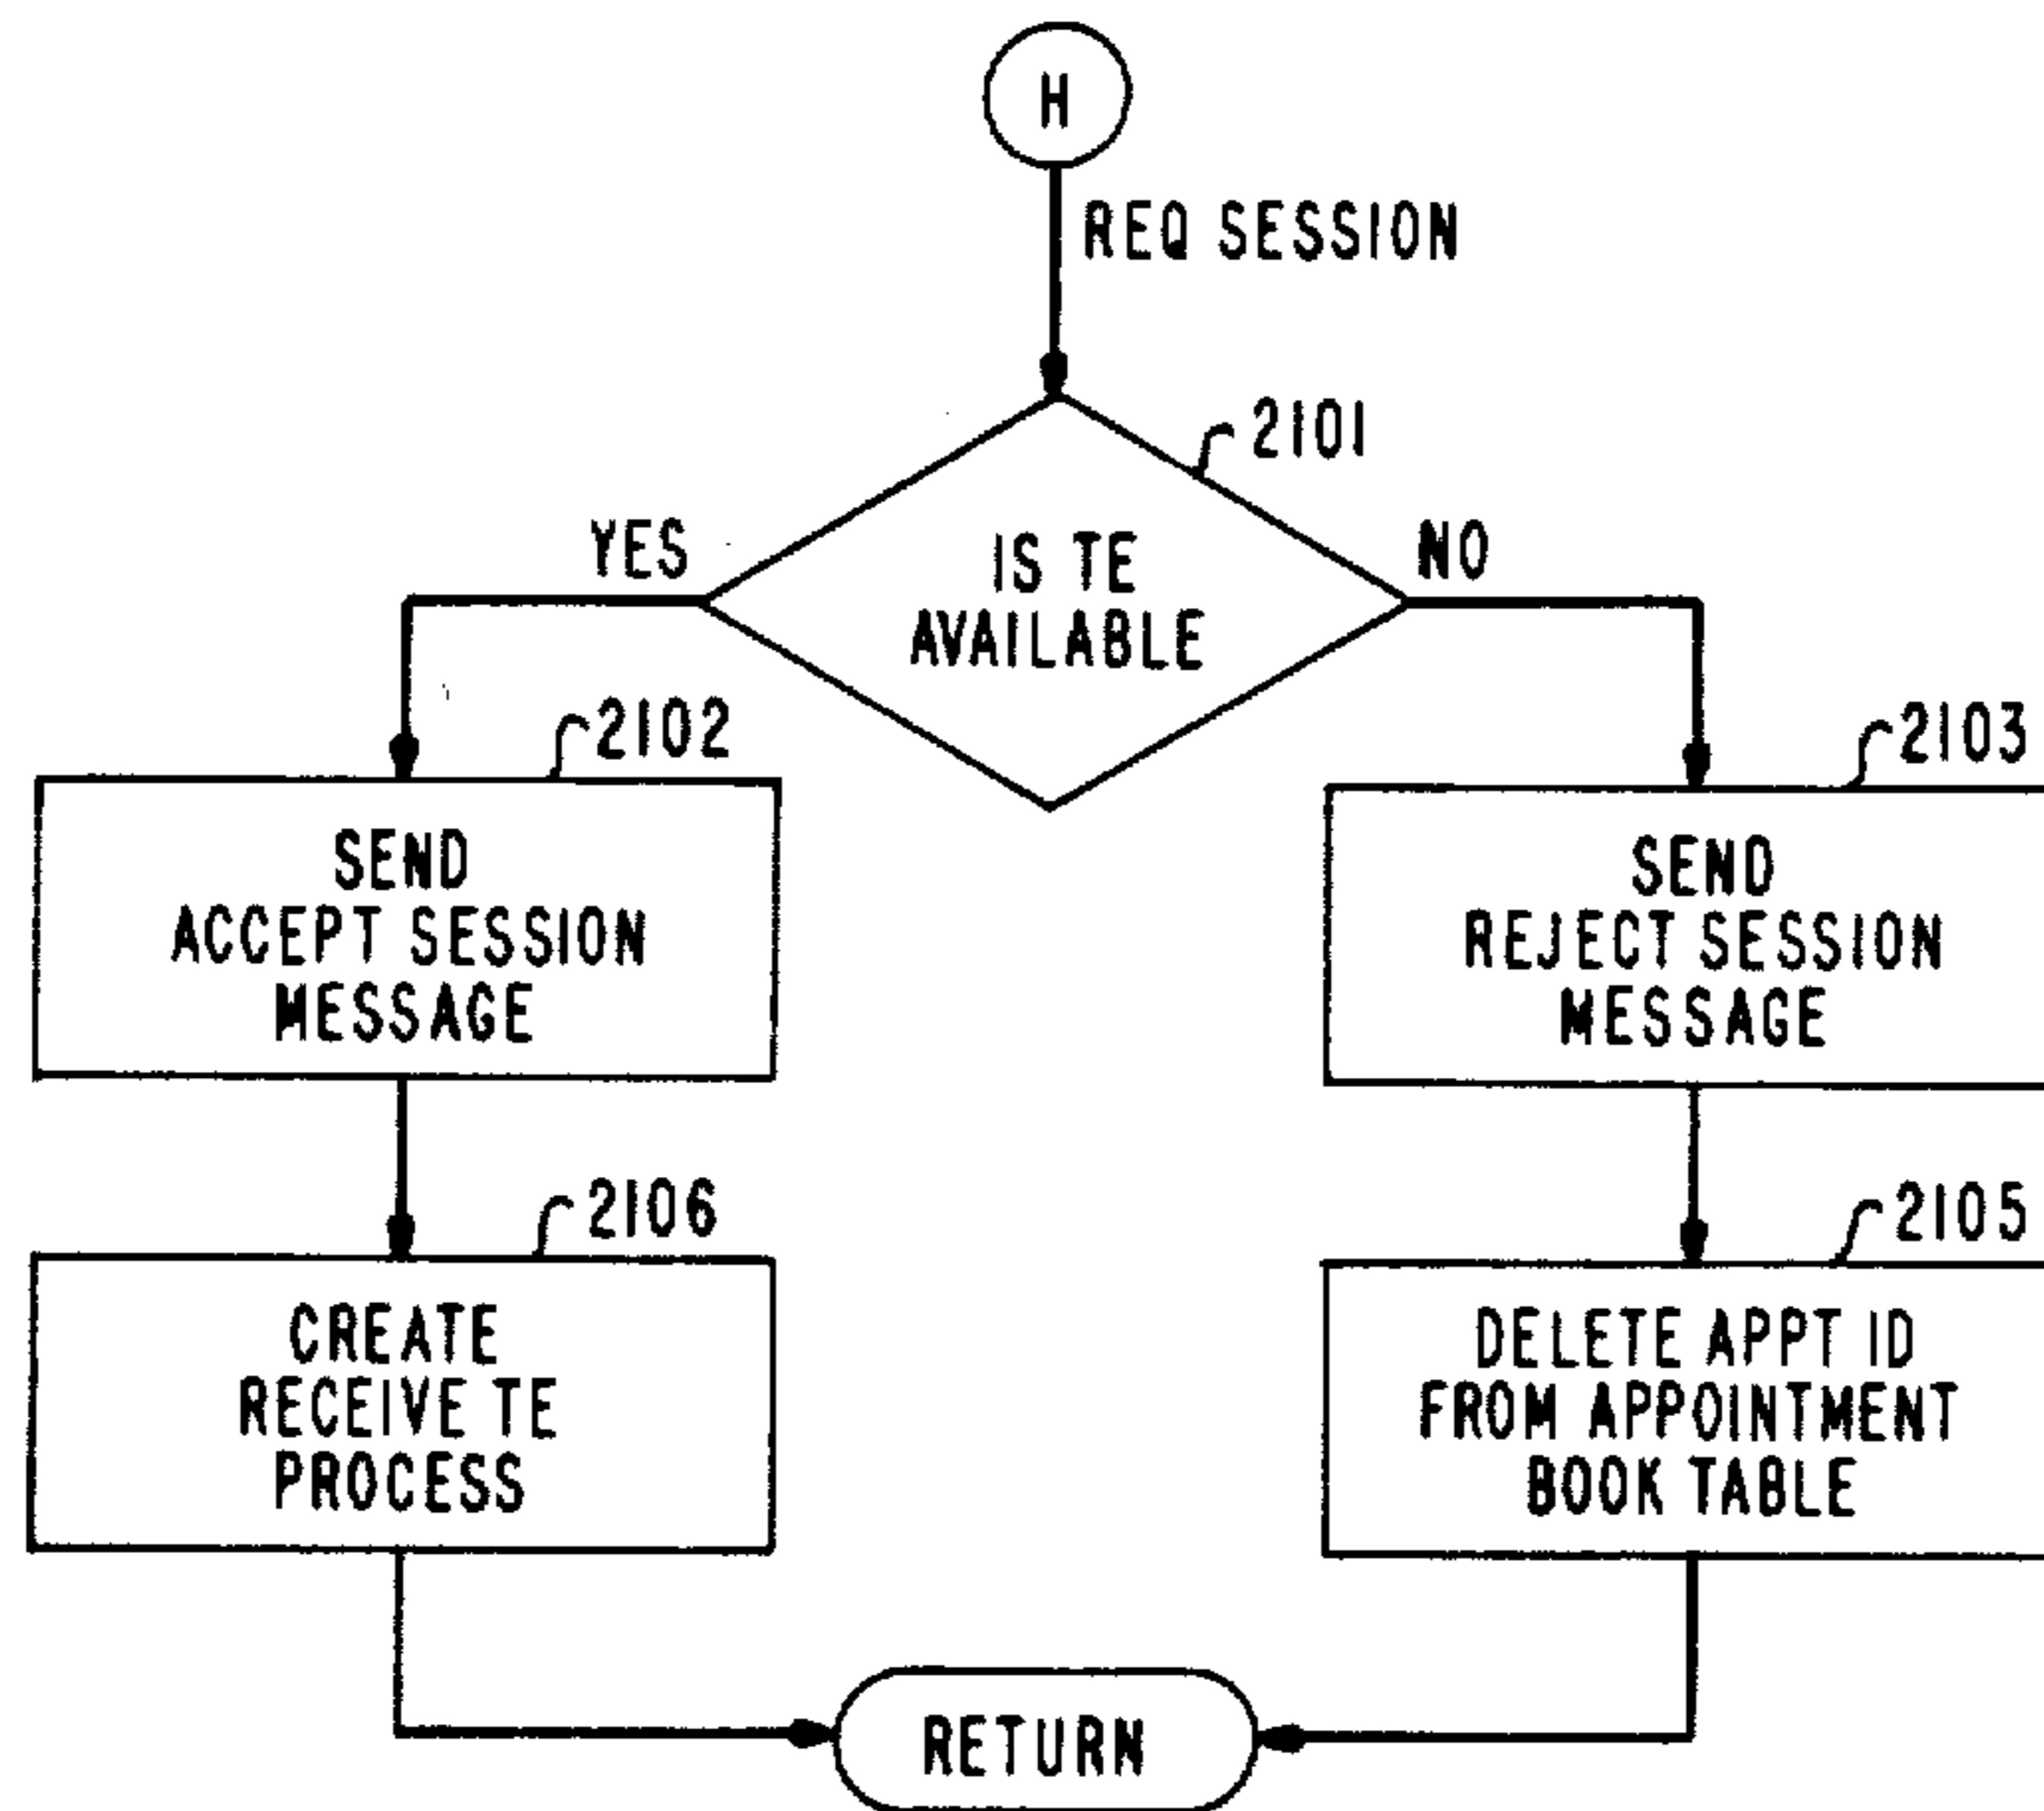 H
REQ SESSION
2101
YES
IS TE
AVAILABLE
NO
2102
2103
SEND
ACCEPT SESSION
MESSAGE
SEND
REJECT SESSION
MESSAGE
2106
2105
CREATE
RECEIVE TE
PROCESS
DELETE APPT ID
FROM APPOINTMENT
BOOK TABLE
RETURN